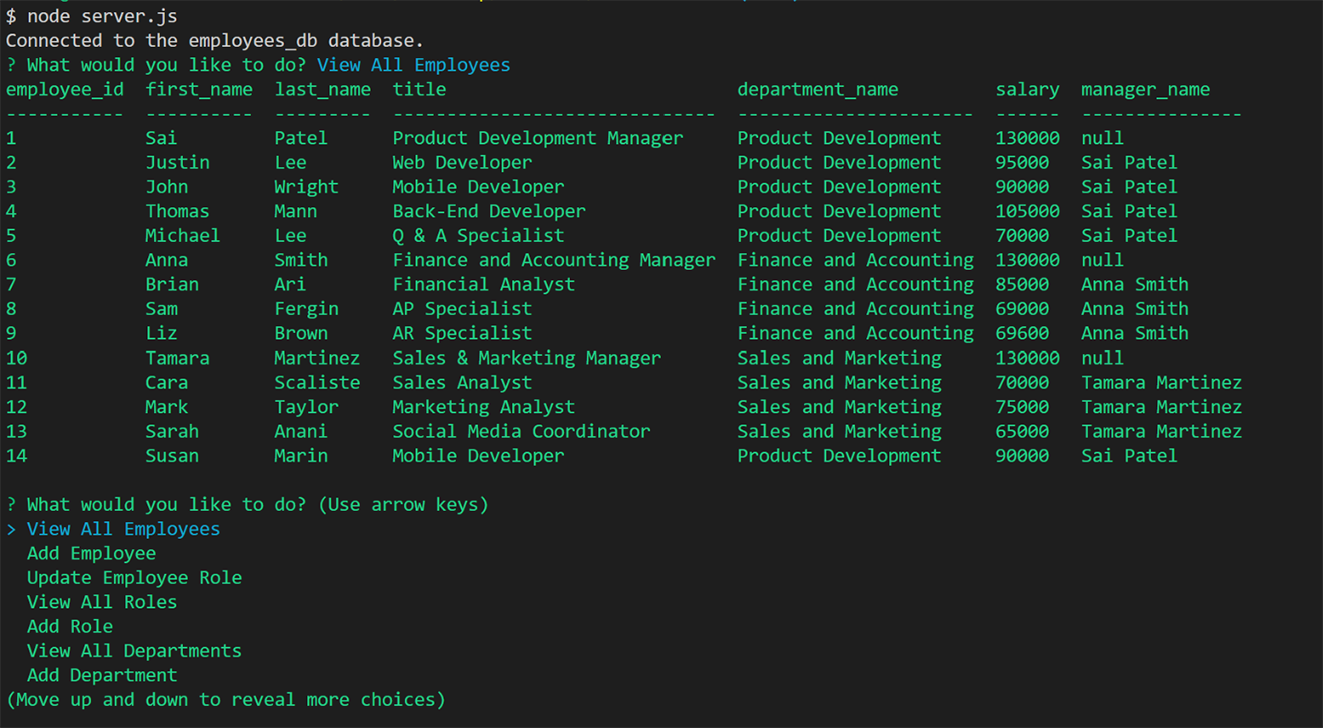 $ node server.js
Connected to the employees_db database.
? What would you like to do? View All Employees
employee_id  first_name  last_name  title                           department_name         salary  manager_name
-----------  ----------  ---------  ------------------------------  ----------------------  ------  ---------------
1            Sai         Patel      Product Development Manager     Product Development     130000  null
2            Justin      Lee        Web Developer                   Product Development     95000   Sai Patel
3            John        Wright     Mobile Developer                Product Development     90000   Sai Patel
4            Thomas      Mann       Back-End Developer              Product Development     105000  Sai Patel
5            Michael     Lee        Q & A Specialist                Product Development     70000   Sai Patel
6            Anna        Smith      Finance and Accounting Manager  Finance and Accounting  130000  null
7            Brian       Ari        Financial Analyst               Finance and Accounting  85000   Anna Smith
8            Sam         Fergin     AP Specialist                   Finance and Accounting  69000   Anna Smith
9            Liz         Brown      AR Specialist                   Finance and Accounting  69600   Anna Smith
10           Tamara      Martinez   Sales & Marketing Manager       Sales and Marketing     130000  null
11           Cara        Scaliste   Sales Analyst                   Sales and Marketing     70000   Tamara Martinez
12           Mark        Taylor     Marketing Analyst               Sales and Marketing     75000   Tamara Martinez
13           Sarah       Anani      Social Media Coordinator        Sales and Marketing     65000   Tamara Martinez
14           Susan       Marin      Mobile Developer                Product Development     90000   Sai Patel
? What would you like to do? (Use arrow keys)
> View All Employees
  Add Employee
  Update Employee Role
  View All Roles
  Add Role
  View All Departments
  Add Department
(Move up and down to reveal more choices)